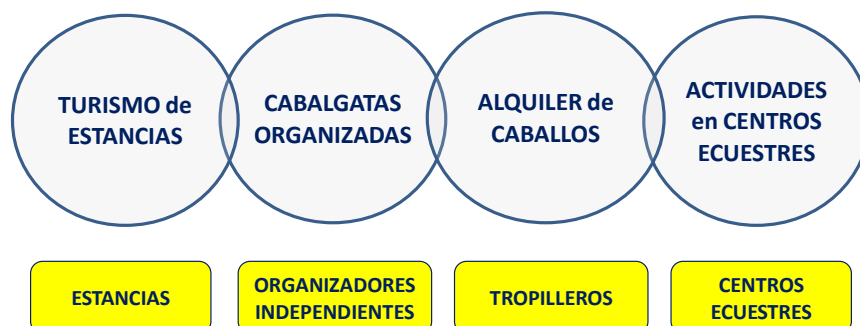 TURISMO de
ESTANCIAS
CABALGATAS
ORGANIZADAS
ALQUILER de
CABALLOS
ACTIVIDADES
en CENTROS
ECUESTRES
ESTANCIAS
ORGANIZADORES
INDEPENDIENTES
TROPILLEROS
CENTROS
ECUESTRES